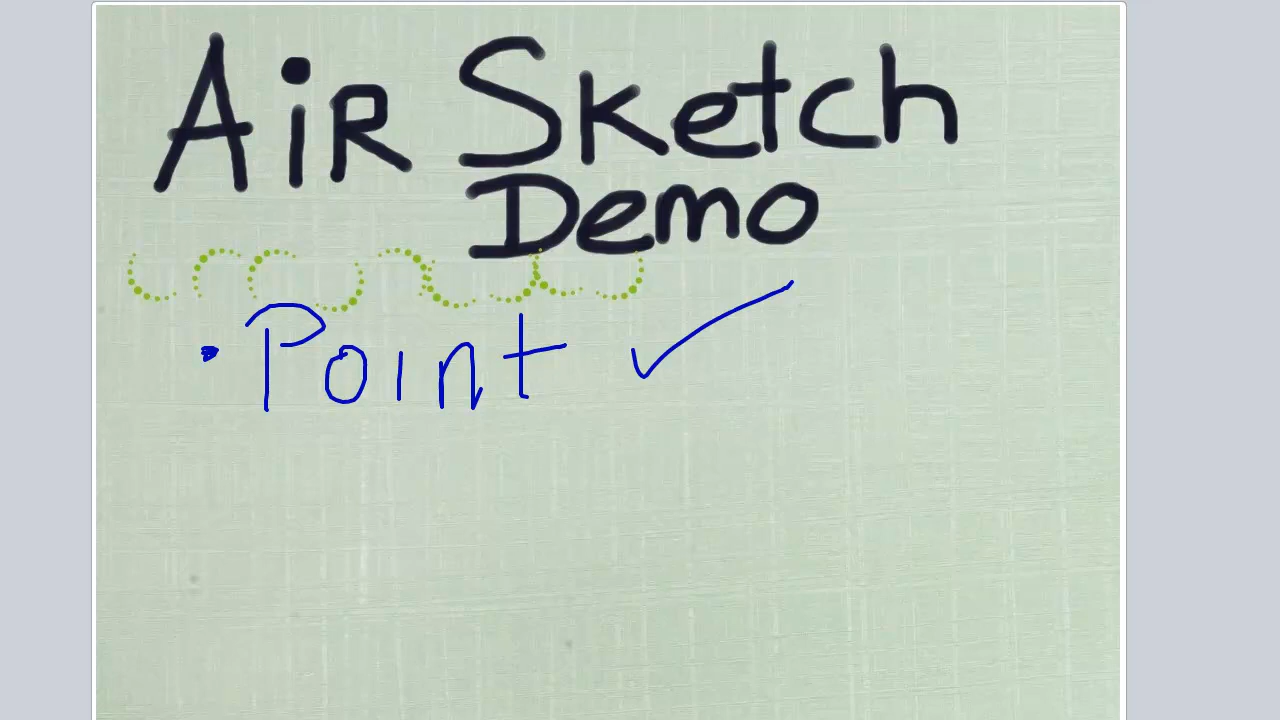 AiR Sketch
Demo
• Point ✓